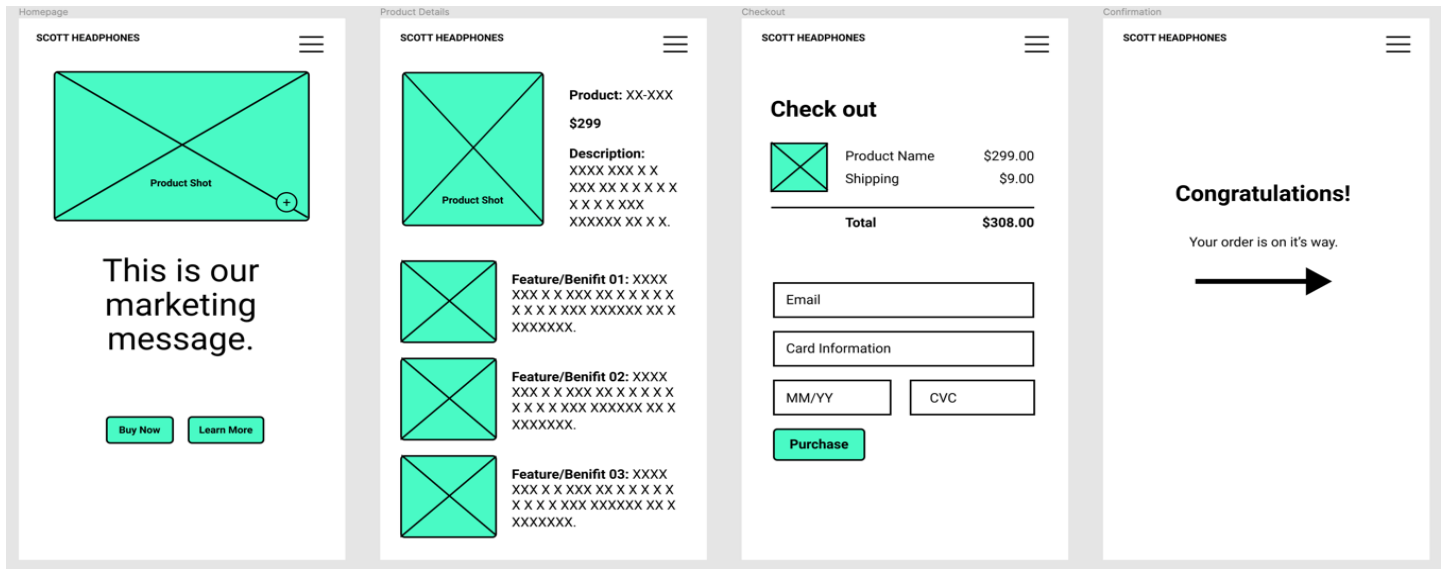 Homepage
SCOTT HEADPHONES
Product Shot
+
This is our
marketing
message.
Buy Now
Learn More
Product Details
SCOTT HEADPHONES
Product Shot
Product: XX-XXX
$299
Description:
XXXX XXX X X
XXX XX X X X X X
X X X X XXX
XXXXXX XX X X.
Feature/Benifit 01: XXXX
XXX X X XXX XX X X X X X
X X X X XXX XXXXXX XX X
XXXXXXX.
Feature/Benifit 02: XXXX
XXX X X XXX XX X X X X X
X X X X XXX XXXXXX XX X
XXXXXXX.
Feature/Benifit 03: XXXX
XXX X X XXX XX X X X X X
X X X X XXX XXXXXX XX X
XXXXXXX.
Checkout
SCOTT HEADPHONES
Check out
Product Name $299.00
Shipping $9.00
Total $308.00
Email
Card Information
MM/YY CVC
Purchase
Confirmation
SCOTT HEADPHONES
Congratulations!
Your order is on it's way.